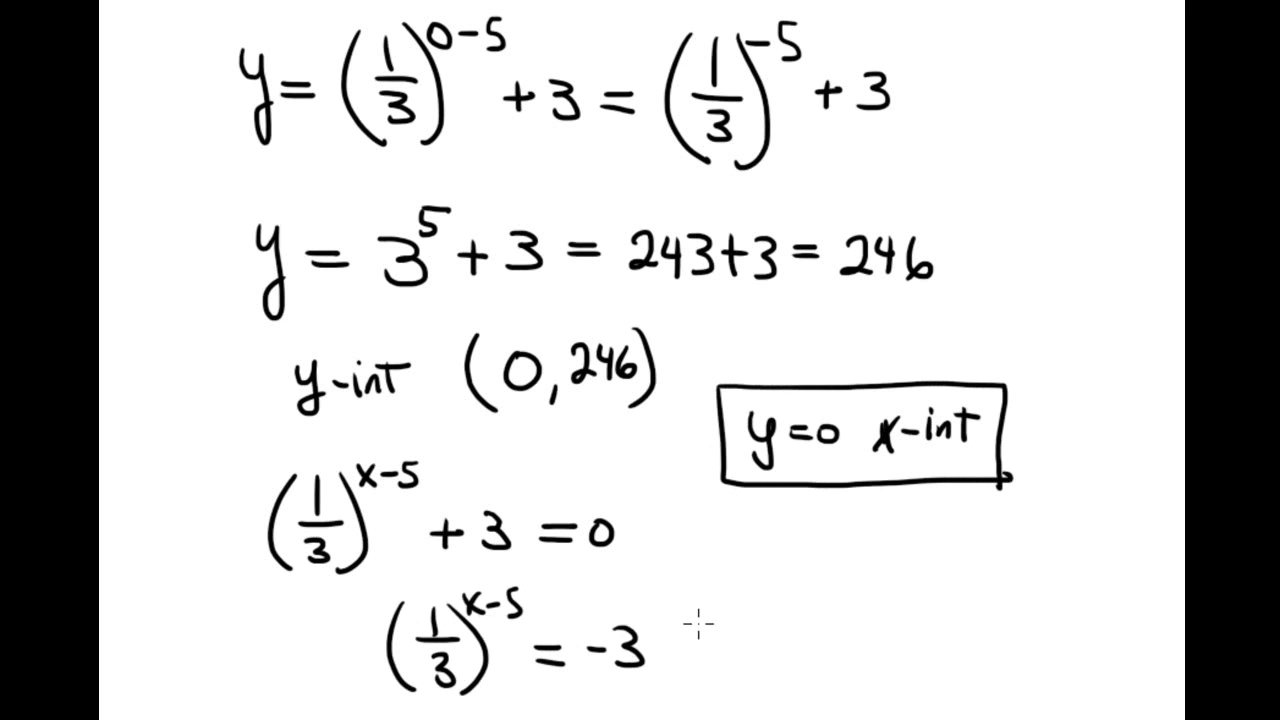 y = (1/3)^(0-5) + 3 = (1/3)^(-5) + 3
y = 3^5 + 3 = 243+3 = 246
y-int (0, 246)
y=0 x-int
(1/3)^(x-5) + 3 = 0
(1/3)^(x-5) = -3